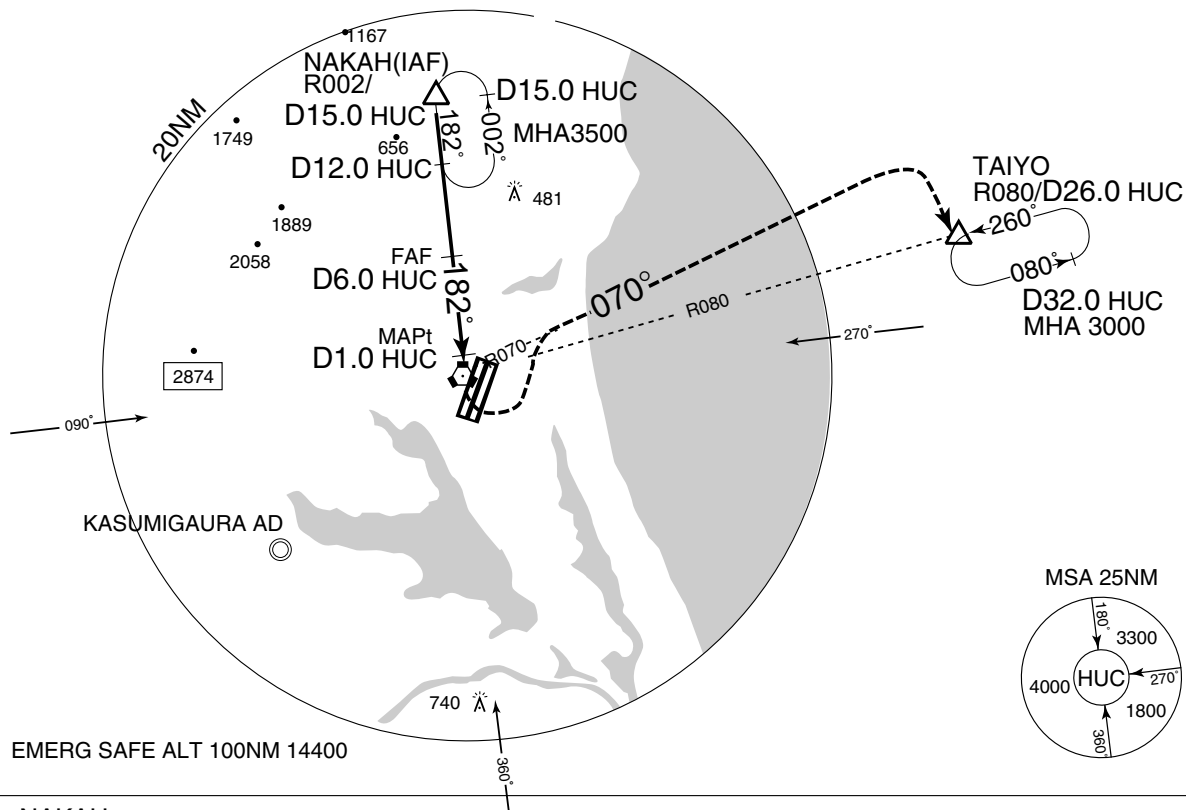 1167
NAKAH(IAF)
R002/
D15.0 HUC
D15.0 HUC
182°
002°
MHA3500
20NM
1749
656
D12.0 HUC
481
1889
2058
TAIYO
R080/D26.0 HUC
260°
080°
D32.0 HUC
MHA 3000
FAF
D6.0 HUC
182°
070°
R080
MAPt
D1.0 HUC
R070
270°
2874
090°
KASUMIGAURA AD
MSA 25NM
180°
3300
HUC
4000
270°
1800
360°
740
EMERG SAFE ALT 100NM 14400
360°